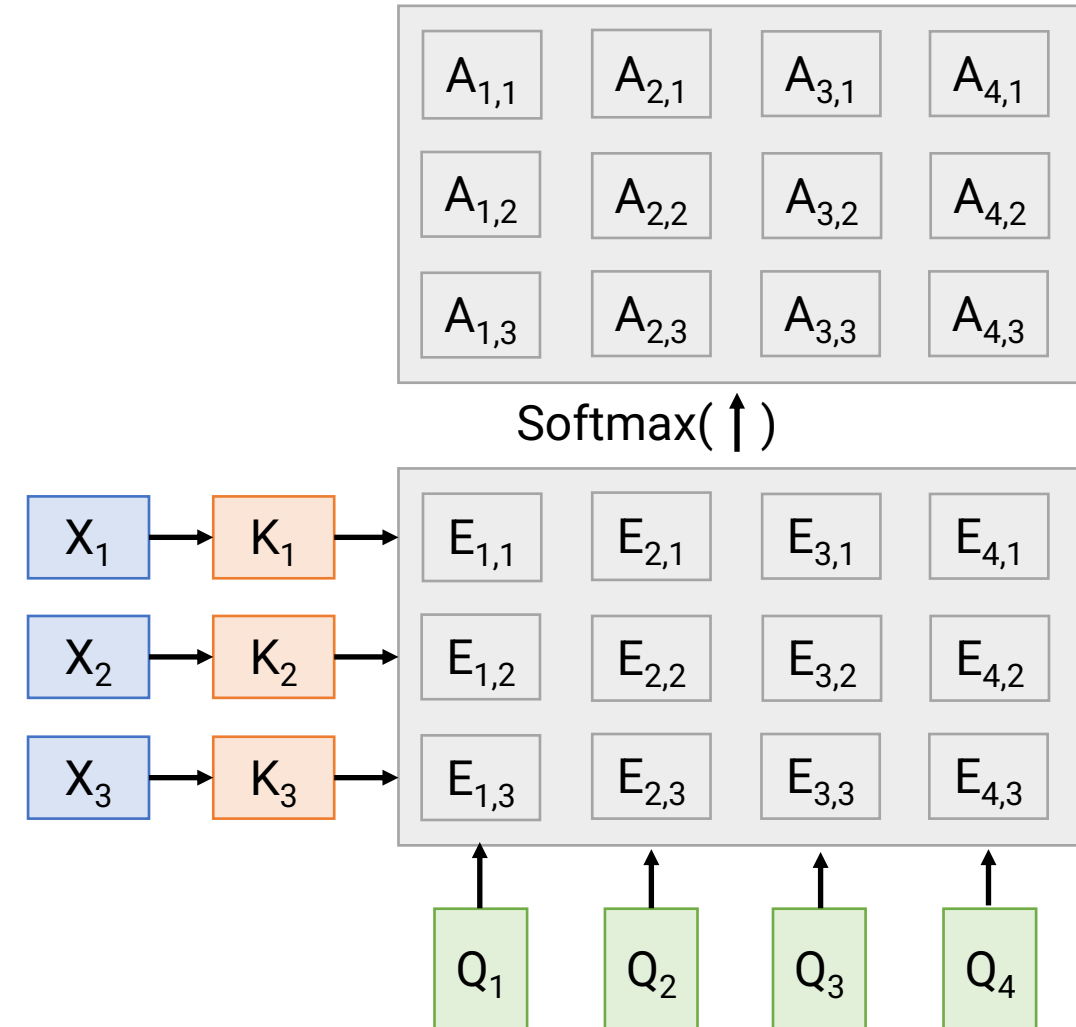 A1,1 A2,1 A3,1 A4,1
A1,2 A2,2 A3,2 A4,2
A1,3 A2,3 A3,3 A4,3
Softmax( ↑ )
X1 K1 E1,1 E2,1 E3,1 E4,1
X2 K2 E1,2 E2,2 E3,2 E4,2
X3 K3 E1,3 E2,3 E3,3 E4,3
Q1 Q2 Q3 Q4